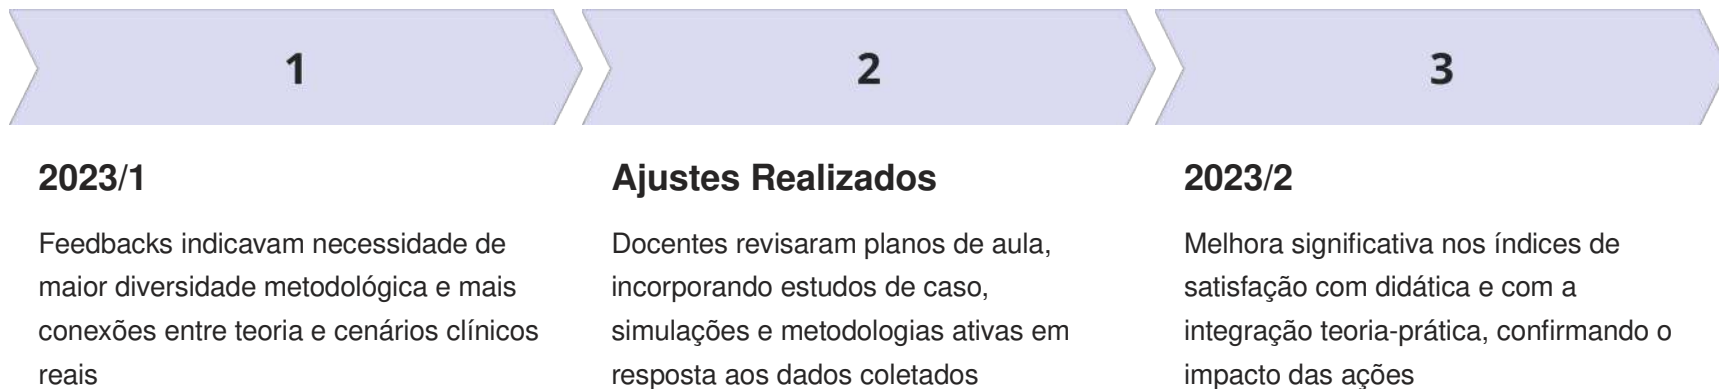 1
2023/1
Feedbacks indicavam necessidade de
maior diversidade metodológica e mais
conexões entre teoria e cenários clínicos
reais
2
Ajustes Realizados
Docentes revisaram planos de aula,
incorporando estudos de caso,
simulações e metodologias ativas em
resposta aos dados coletados
3
2023/2
Melhora significativa nos índices de
satisfação com didática e com a
integração teoria-prática, confirmando o
impacto das ações